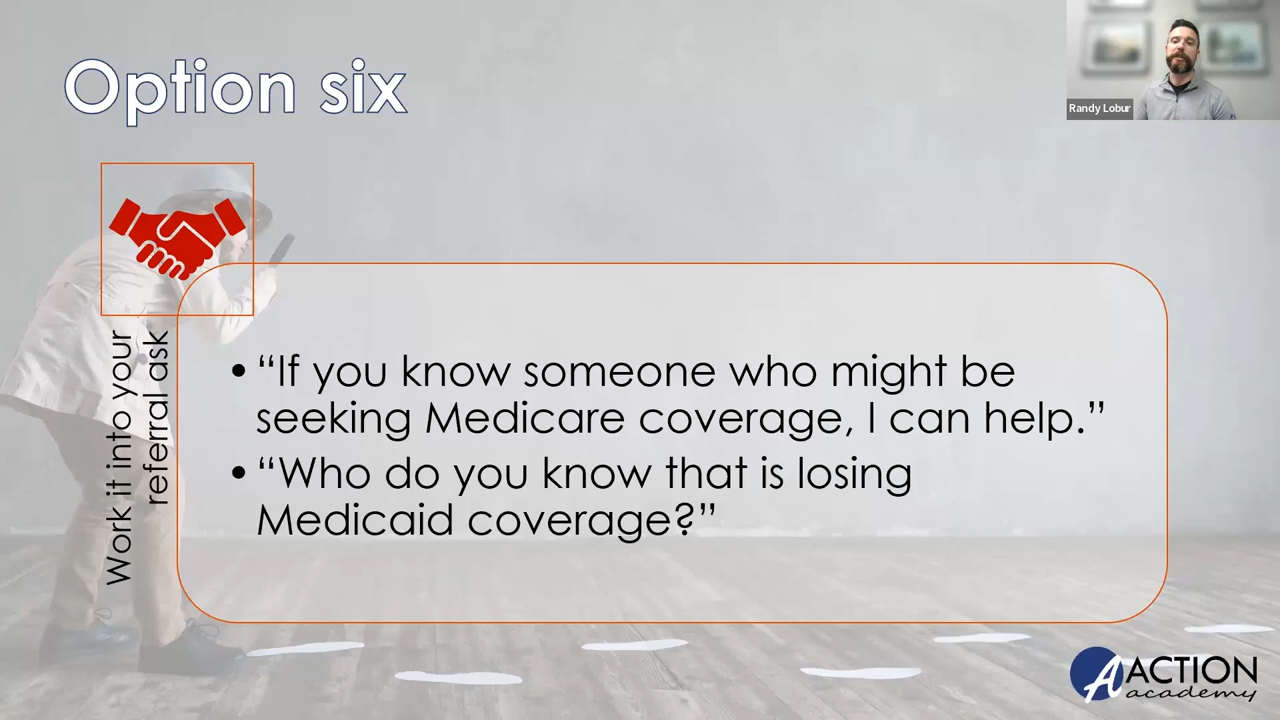 Option six
Randy Lobur
Work it into your
referral ask
• “If you know someone who might be
seeking Medicare coverage, I can help.”
• “Who do you know that is losing
Medicaid coverage?”
A ACTION
academy